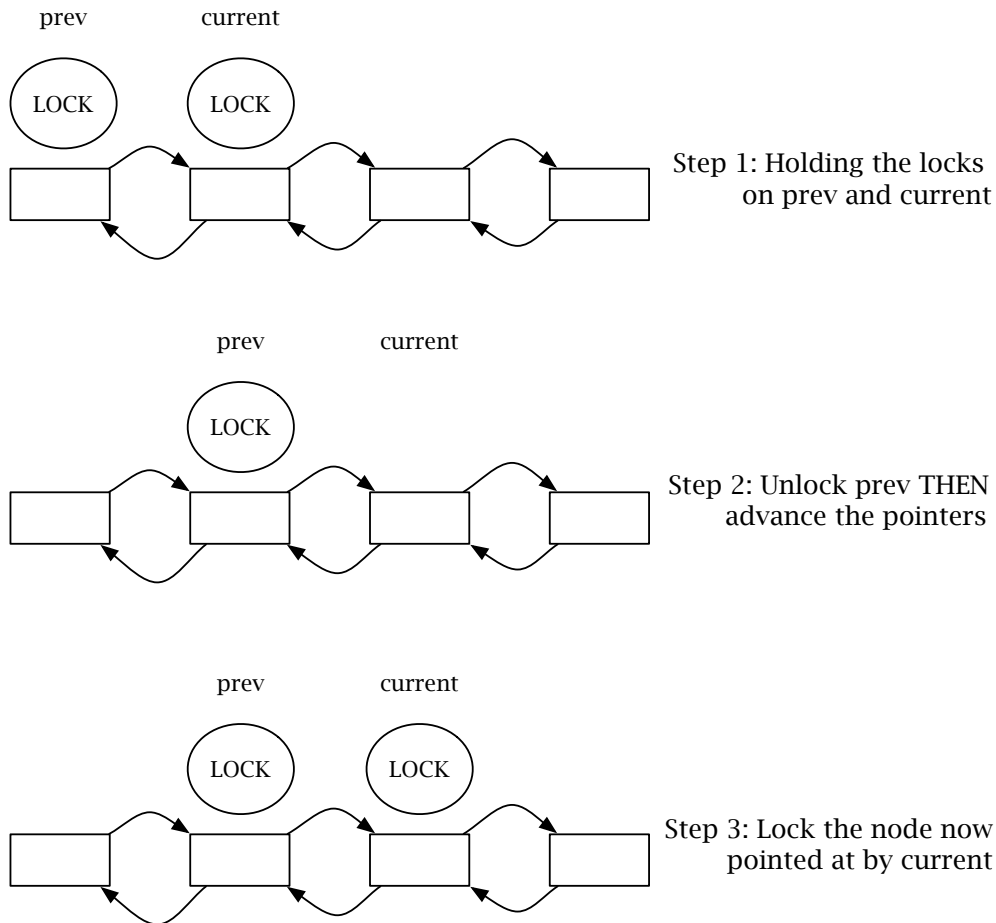 prev current
LOCK LOCK
Step 1: Holding the locks
on prev and current
prev current
LOCK
Step 2: Unlock prev THEN
advance the pointers
prev current
LOCK LOCK
Step 3: Lock the node now
pointed at by current